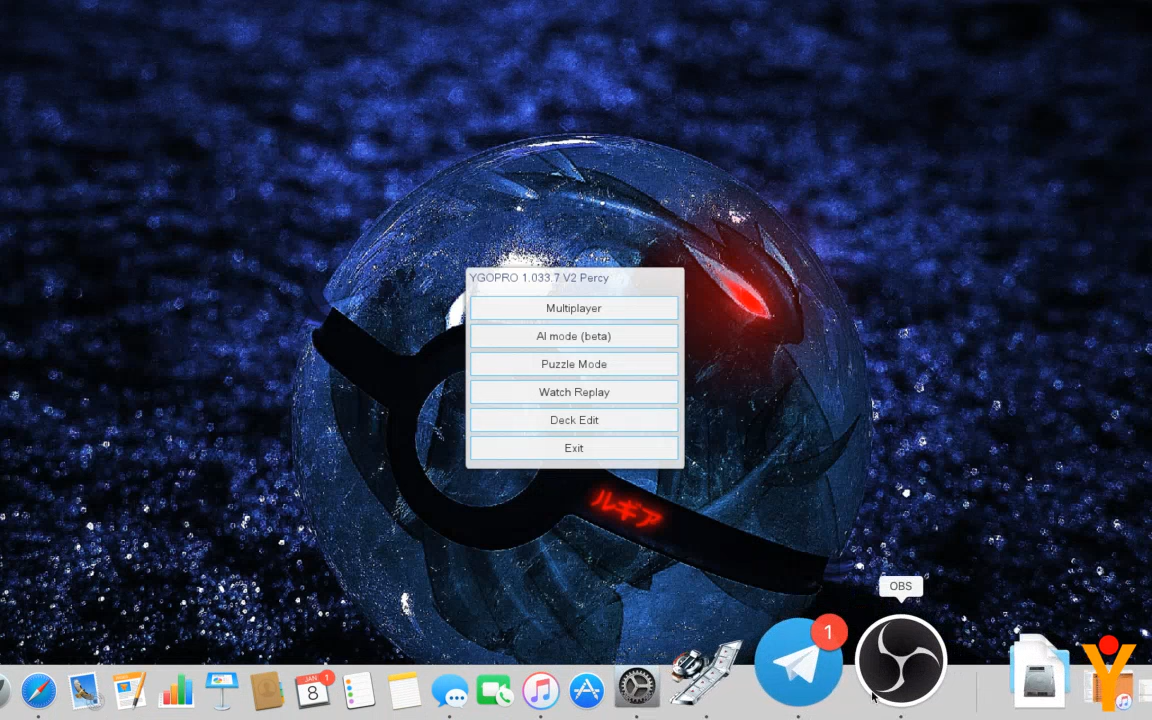 YGOPRO 1.033.7 V2 Percy
Multiplayer
AI mode (beta)
Puzzle Mode
Watch Replay
Deck Edit
Exit
ルギア
OBS
1
JAN
8
1